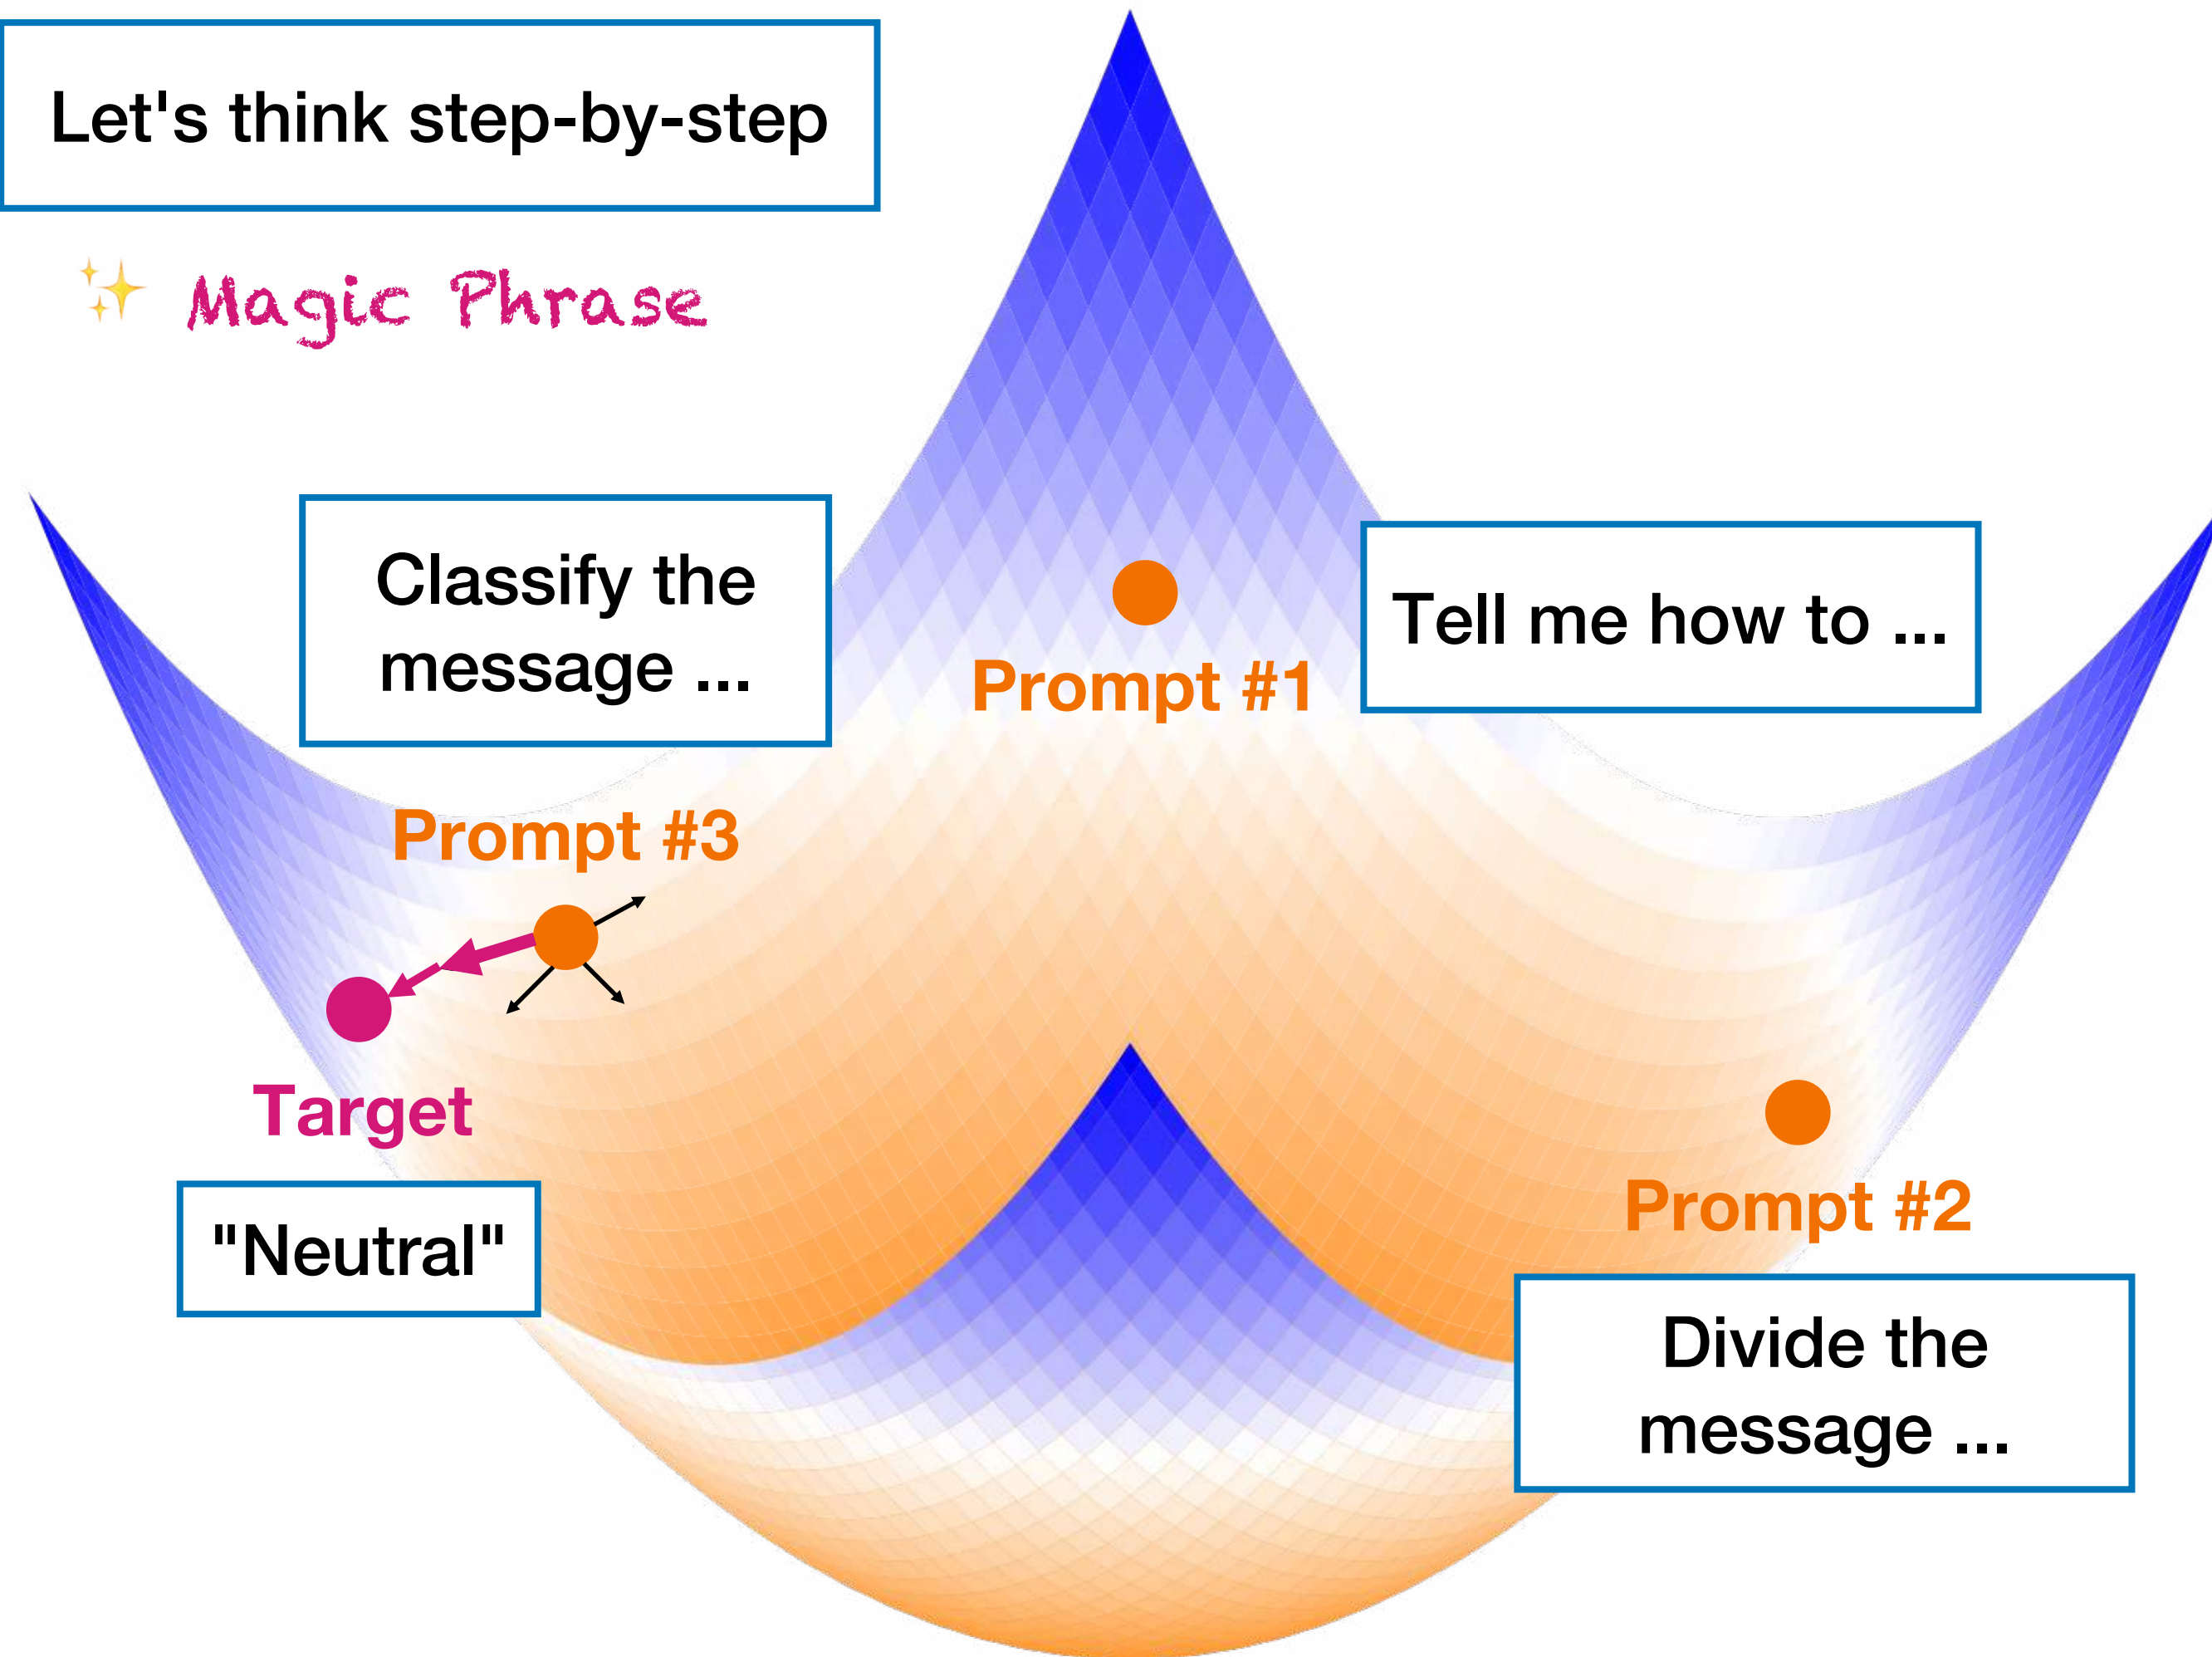 Let's think step-by-step
Magic Phrase
Classify the
message ...
Tell me how to ...
Prompt #1
Prompt #3
Target
"Neutral"
Prompt #2
Divide the
message ...